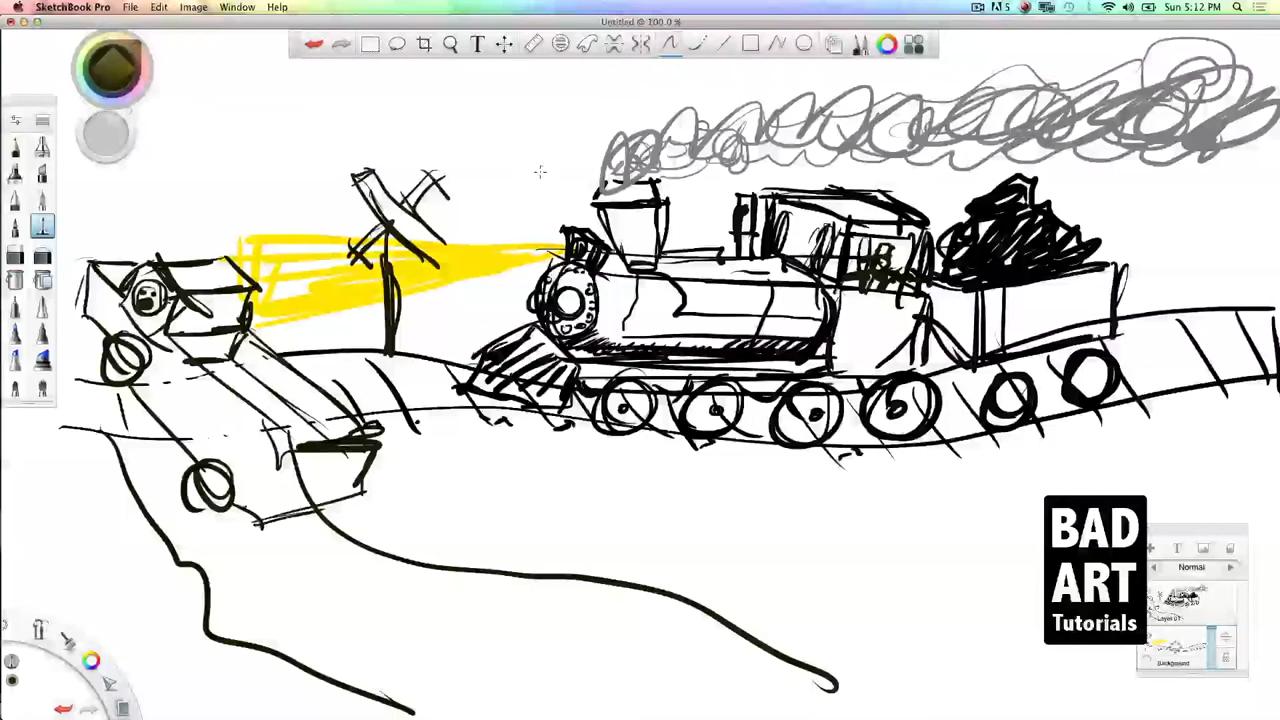 SketchBook Pro File Edit Image Window Help
5 Sun 5:12 PM
Untitled @ 100.0 %
T
BAD
ART
Tutorials
T
Normal
Layer 01
Background